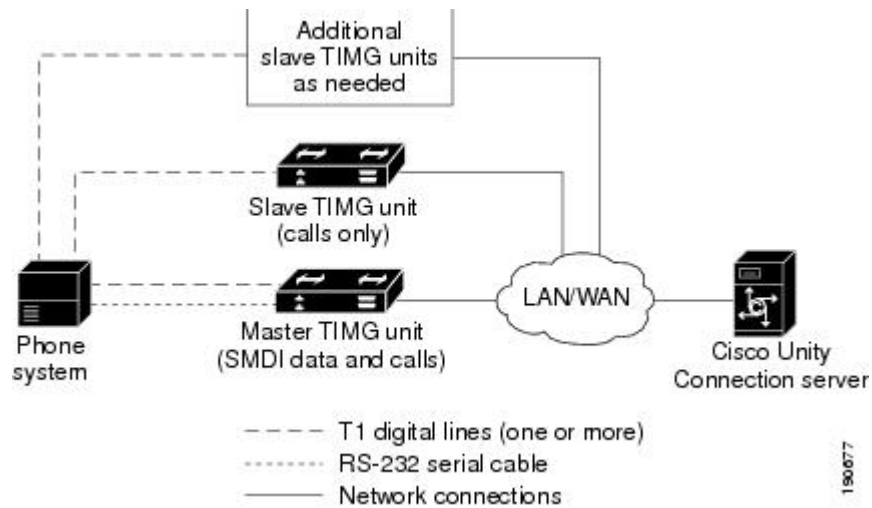 Additional
slave TIMG units
as needed
Slave TIMG unit
(calls only)
LAN/WAN
Phone
system
Master TIMG unit
(SMDI data and calls)
Cisco Unity
Connection server
T1 digital lines (one or more)
RS-232 serial cable
Network connections
190677